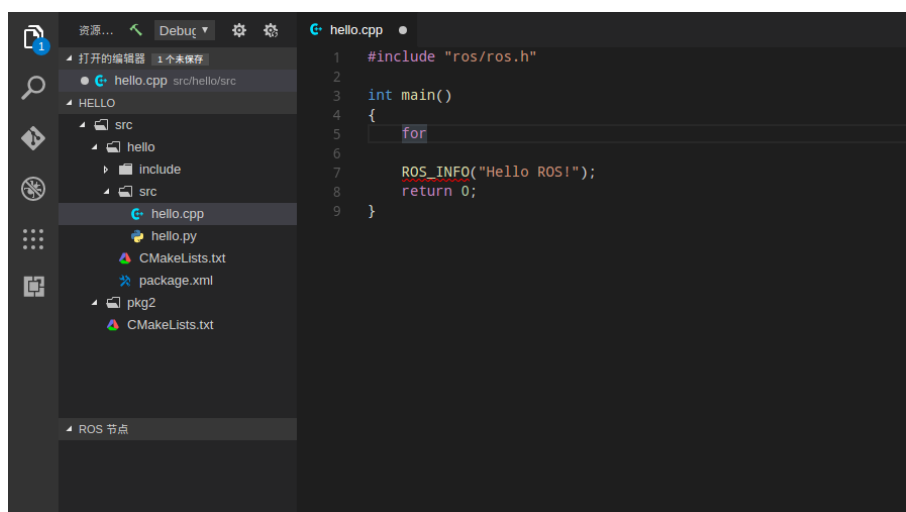 资源... Debug
打开的编辑器 1个未保存
hello.cpp src/hello/src
HELLO
src
hello
include
src
hello.cpp
hello.py
CMakeLists.txt
package.xml
pkg2
CMakeLists.txt
ROS 节点
1
hello.cpp
1 #include "ros/ros.h"
2
3 int main()
4 {
5 for
6
7 ROS_INFO("Hello ROS!");
8 return 0;
9 }